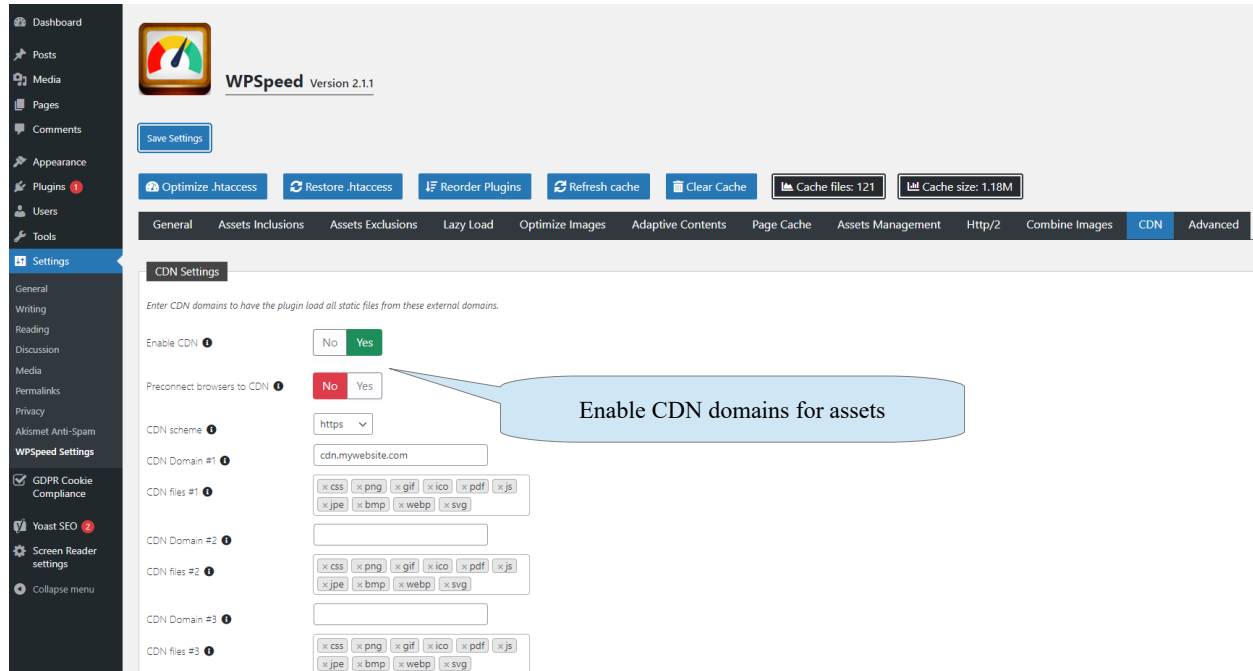 Dashboard
Posts
Media
Pages
Comments
Appearance
Plugins 1
Users
Tools
Settings
General
Writing
Reading
Discussion
Media
Permalinks
Privacy
Akismet Anti-Spam
WPSpeed Settings
GDPR Cookie
Compliance
Yoast SEO 2
Screen Reader
settings
Collapse menu
WPSpeed Version 2.1.1
Save Settings
Optimize .htaccess Restore .htaccess Reorder Plugins Refresh cache Clear Cache Cache files: 121 Cache size: 1.18M
General Assets Inclusions Assets Exclusions Lazy Load Optimize Images Adaptive Contents Page Cache Assets Management Http/2 Combine Images CDN Advanced
CDN Settings
Enter CDN domains to have the plugin load all static files from these external domains.
Enable CDN No Yes
Preconnect browsers to CDN No Yes
Enable CDN domains for assets
CDN scheme https
CDN Domain #1 cdn.mywebsite.com
CDN files #1 × css × png × gif × ico × pdf × js
× jpe × bmp × webp × svg
CDN Domain #2
CDN files #2 × css × png × gif × ico × pdf × js
× jpe × bmp × webp × svg
CDN Domain #3
CDN files #3 × css × png × gif × ico × pdf × js
× jpe × bmp × webp × svg